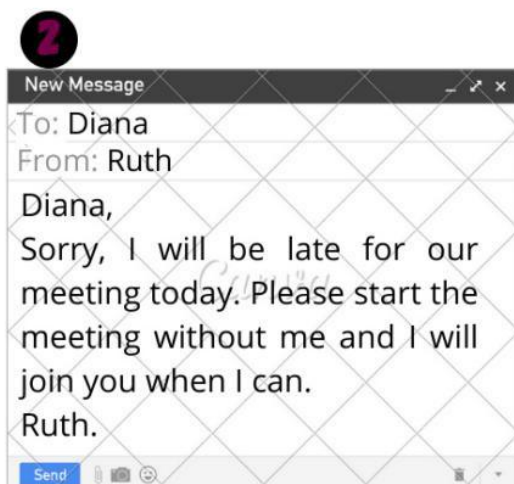 2
New Message
To: Diana
From: Ruth
Diana,
Sorry, I will be late for our
meeting today. Please start the
meeting without me and I will
join you when I can.
Ruth.
Canva
Send